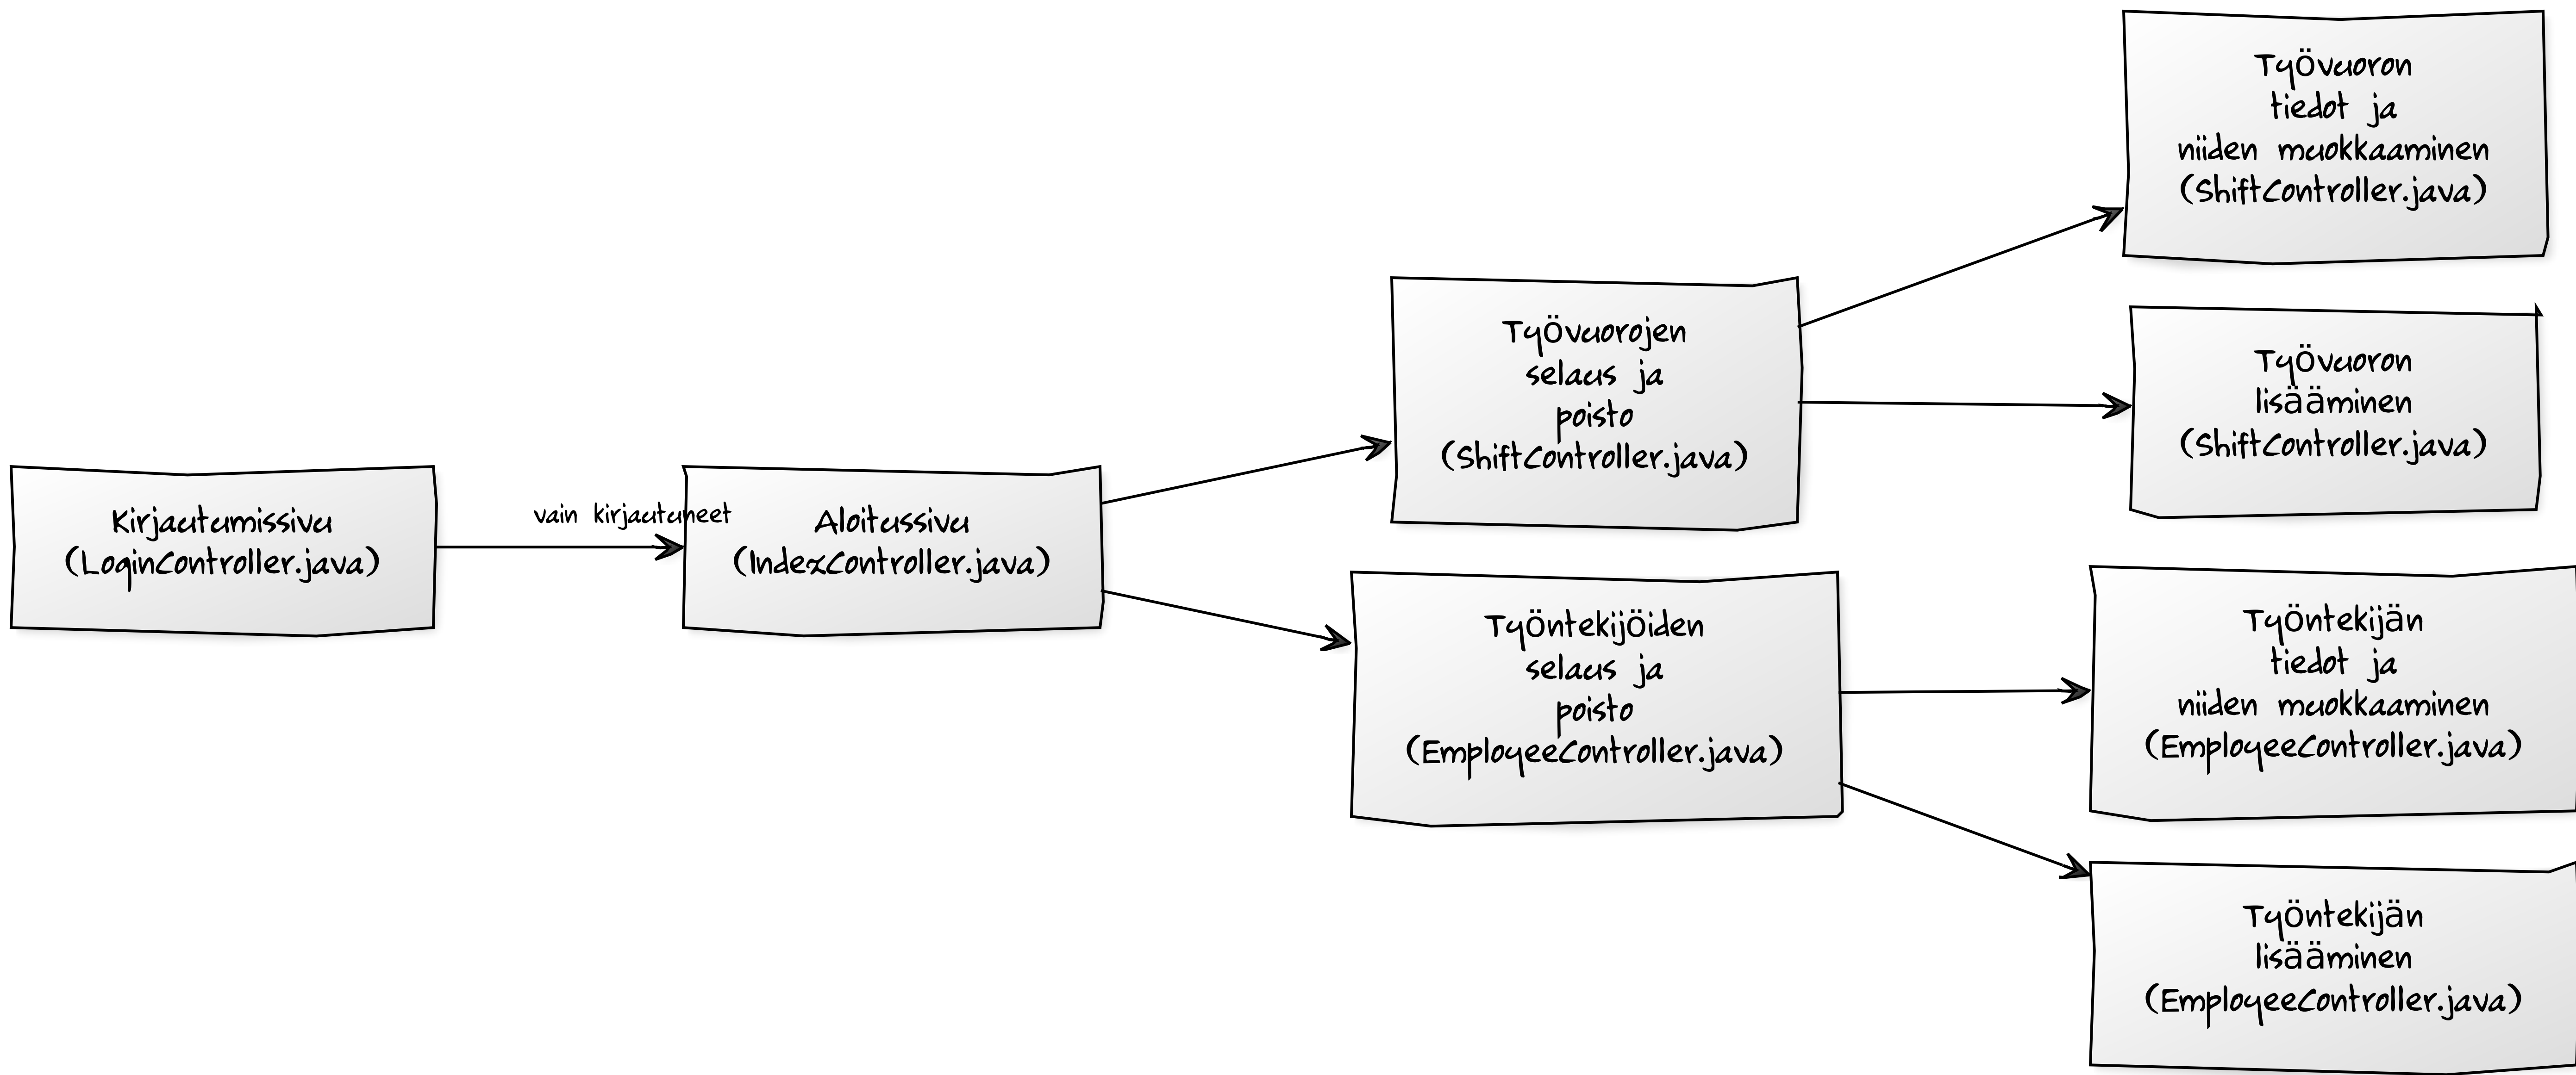 Kirjautumissivu
(LoginController.java)
vain kirjautuneet
Aloitussivu
(IndexController.java)
Työvuorojen
selaus ja
poisto
(ShiftController.java)
Työntekijöiden
selaus ja
poisto
(EmployeeController.java)
Työvuoron
tiedot ja
niiden muokkaaminen
(ShiftController.java)
Työvuoron
lisääminen
(ShiftController.java)
Työntekijän
tiedot ja
niiden muokkaaminen
(EmployeeController.java)
Työntekijän
lisääminen
(EmployeeController.java)